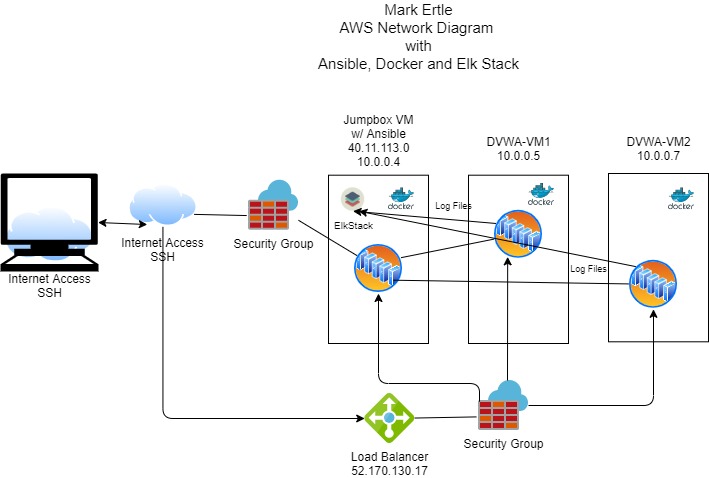 Mark Ertle
AWS Network Diagram
with
Ansible, Docker and Elk Stack
Jumpbox VM
w/ Ansible
40.11.113.0
10.0.0.4
DVWA-VM1
10.0.0.5
DVWA-VM2
10.0.0.7
docker
docker
docker
ElkStack
Log Files
Log Files
Internet Access
SSH
Internet Access
SSH
Security Group
Security Group
Load Balancer
52.170.130.17